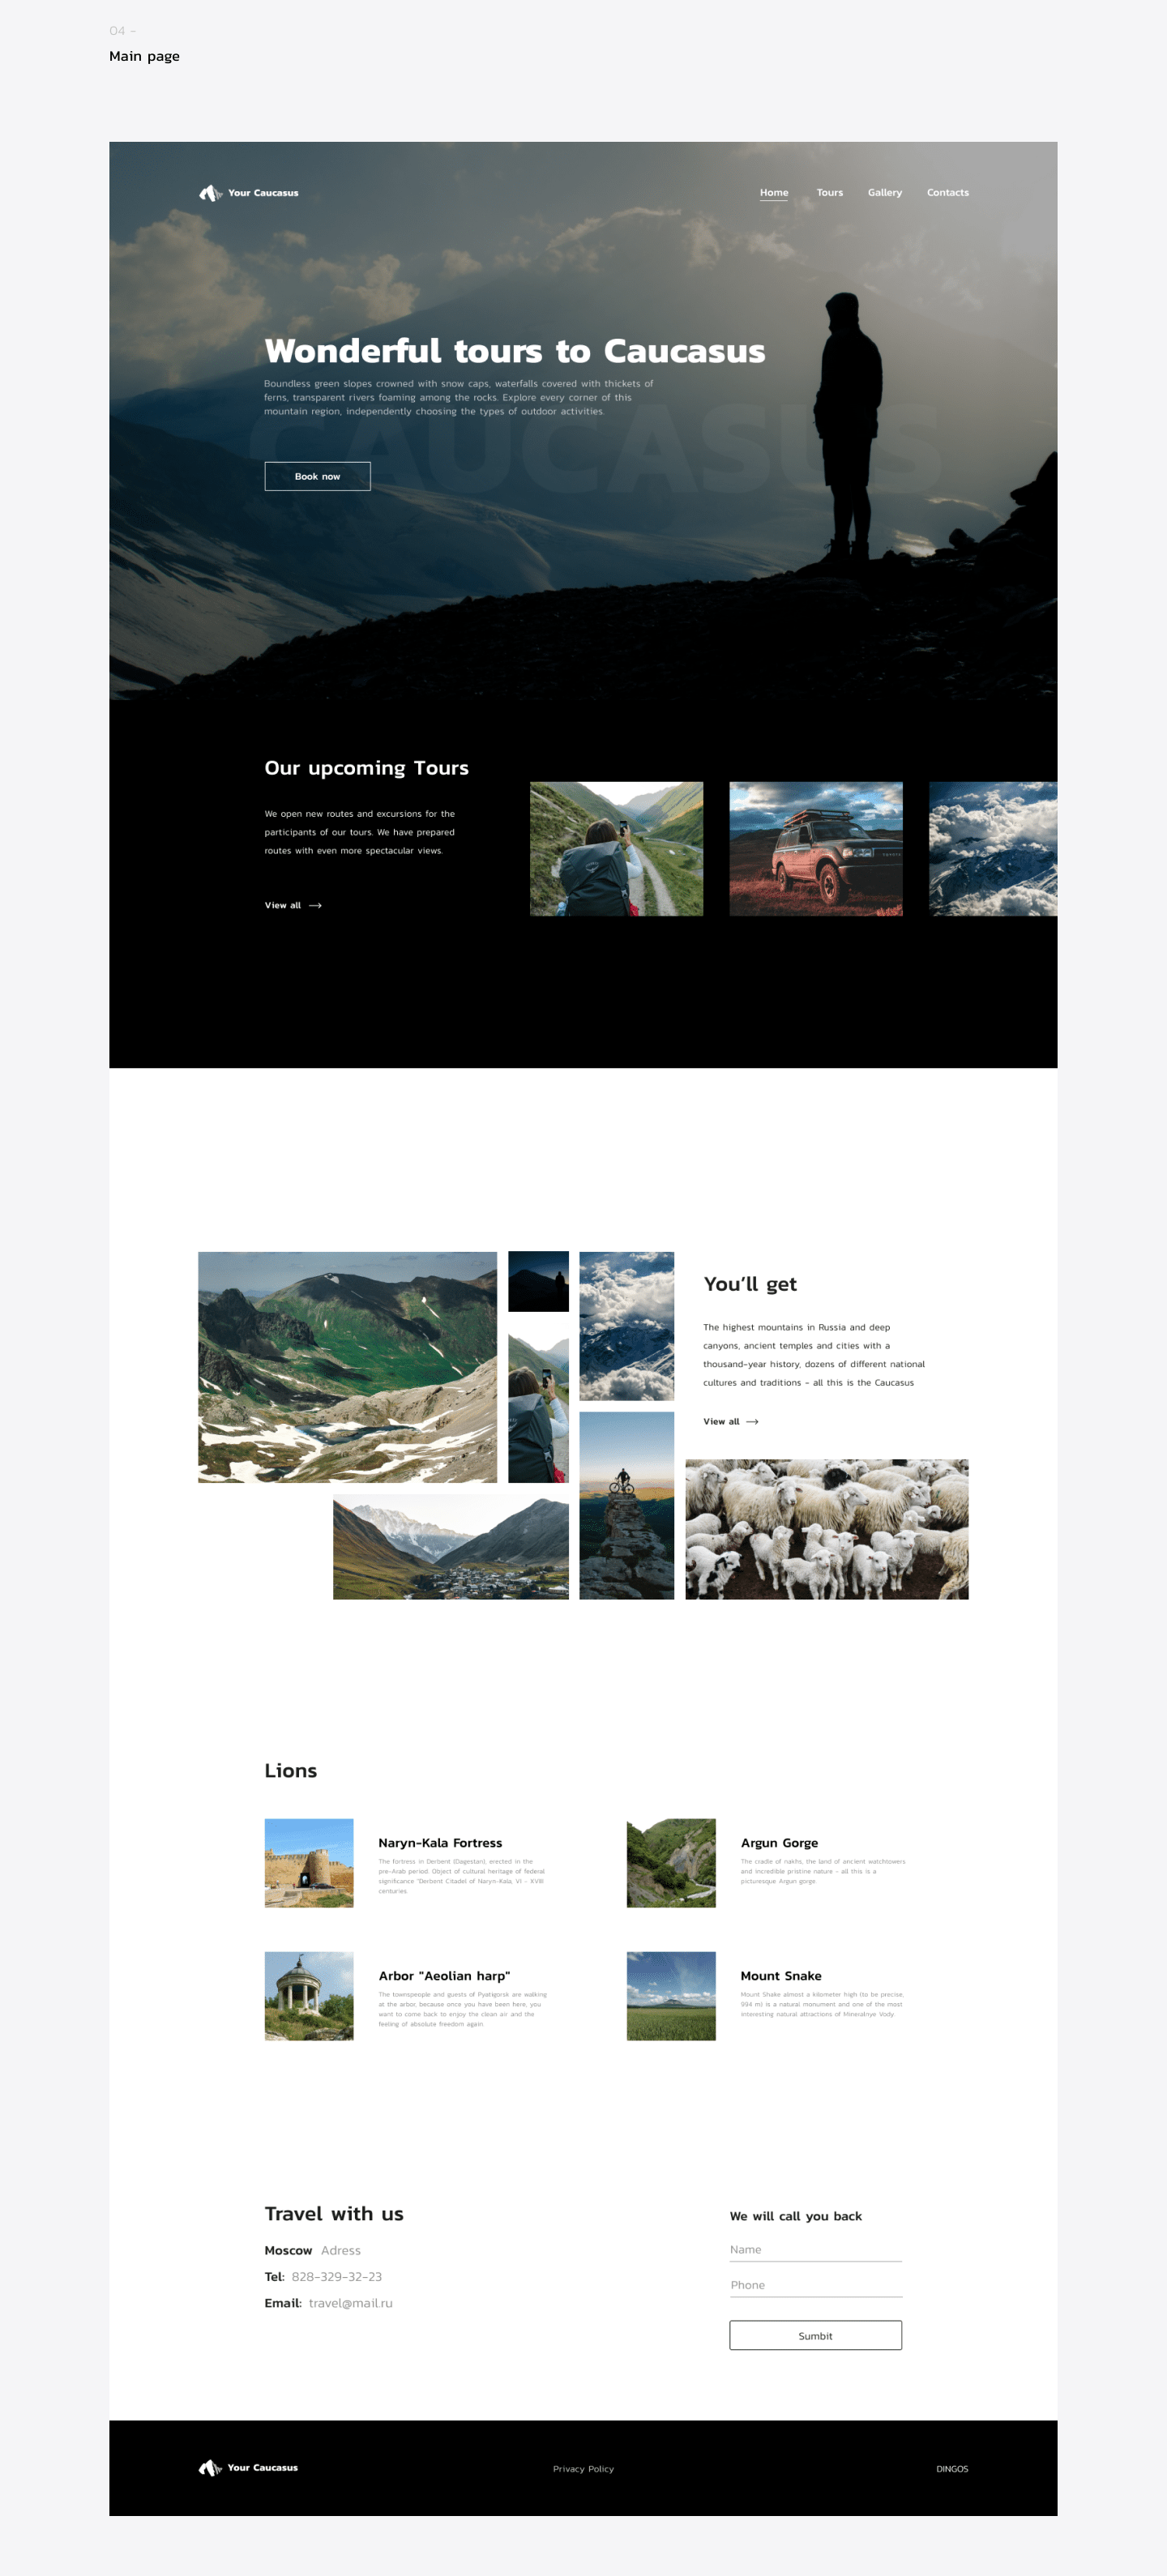 04 –
Main page
Your Caucasus
Home Tours Gallery Contacts
Wonderful tours to Caucasus
Boundless green slopes crowned with snow caps, waterfalls covered with thickets of
ferns, transparent rivers foaming among the rocks. Explore every corner of this
mountain region, independently choosing the types of outdoor activities.
CAUCASUS
Book now
Our upcoming Tours
We open new routes and excursions for the
participants of our tours. We have prepared
routes with even more spectacular views.
View all
You'll get
The highest mountains in Russia and deep
canyons, ancient temples and cities with a
thousand-year history, dozens of different national
cultures and traditions - all this is the Caucasus
View all
Lions
Naryn-Kala Fortress
The fortress in Derbent (Dagestan), erected in the
pre-Arab period. Object of cultural heritage of federal
significance "Derbent Citadel of Naryn-Kala, VI - XVIII
centuries.
Argun Gorge
The cradle of nakhs, the land of ancient watchtowers
and incredible pristine nature - all this is a
picturesque Argun gorge
Arbor "Aeolian harp"
The townspeople and guests of Pyatigorsk are walking
at the arbor, because once you have been here, you
want to come back to enjoy the clean air and the
feeling of absolute freedom again.
Mount Snake
Mount Snake almost a kilometer high (to be precise,
994 m) is a natural monument and one of the most
interesting natural attractions of Mineralnye Vody
Travel with us
Moscow Adress
Tel: 828-329-32-23
Email: travel@mail.ru
We will call you back
Name
Phone
Sumbit
Your Caucasus
Privacy Policy
DINGOS